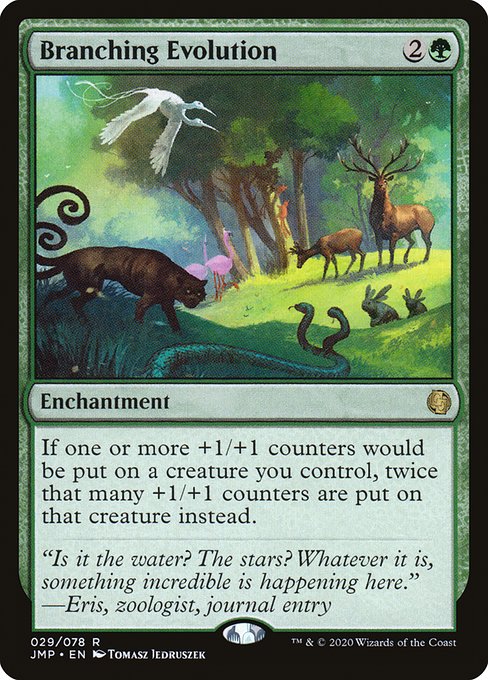 Branching Evolution 2
Enchantment
If one or more +1/+1 counters would
be put on a creature you control, twice
that many +1/+1 counters are put on
that creature instead.
“Is it the water? The stars? Whatever it is,
something incredible is happening here.”
—Eris, zoologist, journal entry
029/078 R
JMP • EN Tomasz Jedruszek
™ & © 2020 Wizards of the Coast